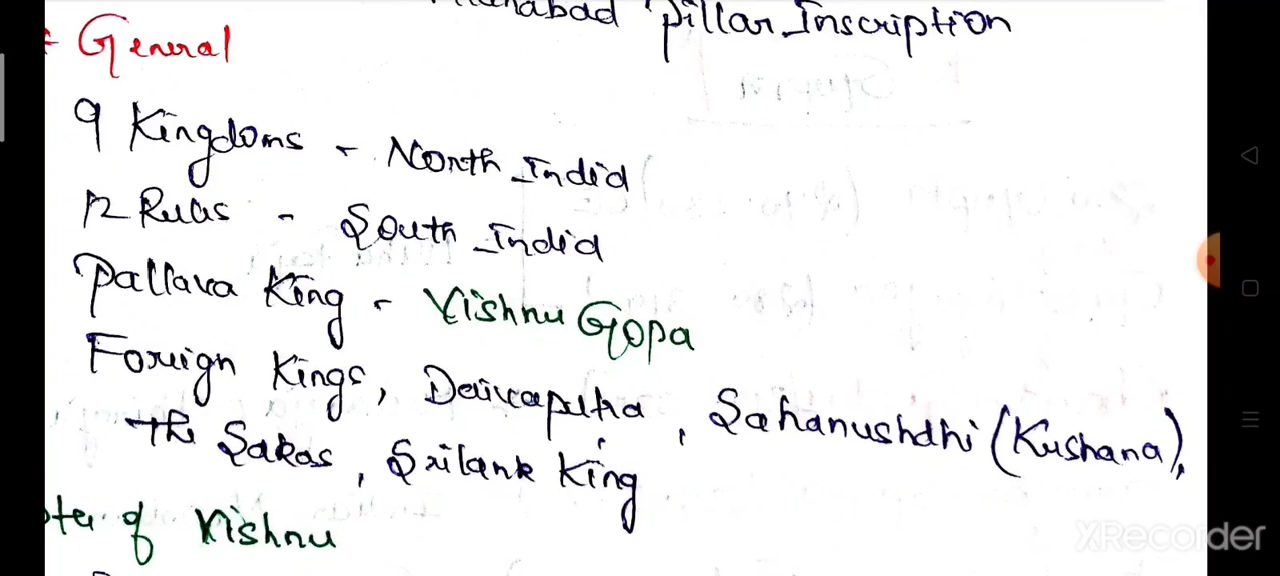 Pillar Inscription
General
9 Kingdoms - North India
12 Rulers - South India
Pallava King - Vishnu Gopa
Foreign Kings, Daivaputra, Sahanushahi (Kushana),
the Sakas, Srilank King
of Vishnu
XRecorder